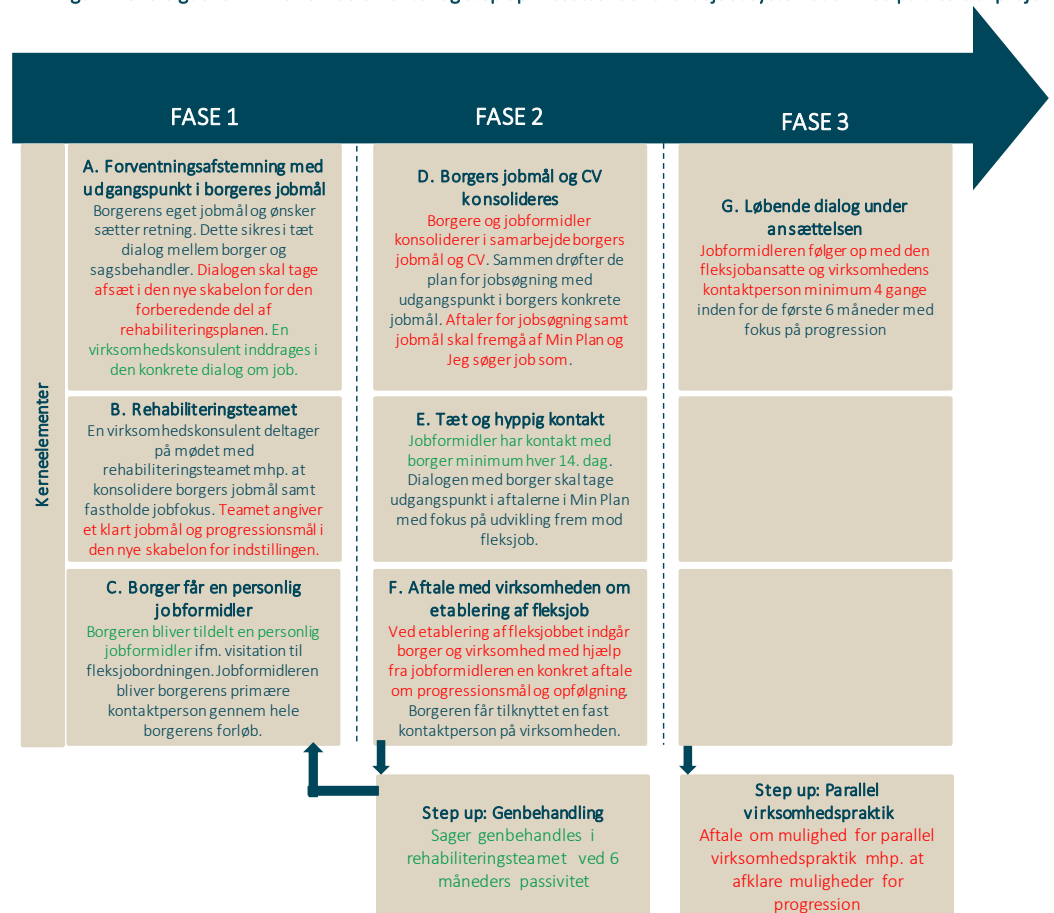 FASE 1
FASE 2
FASE 3
Kerneelementer
A. Forventningsafstemning med
udgangspunkt i borgeres jobmål
Borgerens eget jobmål og ønsker
sætter retning. Dette sikres i tæt
dialog mellem borger og
sagsbehandler. Dialogen skal tage
afsæt i den nye skabelon for den
forberedende del af
rehabiliteringsplanen. En
virksomhedskonsulent inddrages i
den konkrete dialog om job.
B. Rehabiliteringsteamet
En virksomhedskonsulent deltager
på mødet med
rehabiliteringsteamet mhp. at
konsolidere borgers jobmål samt
fastholde jobfokus. Teamet angiver
et klart jobmål og progressionsmål i
den nye skabelon for indstillingen.
C. Borger får en personlig
jobformidler
Borgeren bliver tildelt en personlig
jobformidler ifm. visitation til
fleksjobordningen. Jobformidleren
bliver borgerens primære
kontaktperson gennem hele
borgerens forløb.
D. Borgers jobmål og CV
konsolideres
Borgere og jobformidler
konsoliderer i samarbejde borgers
jobmål og CV. Sammen drøfter de
plan for jobsøgning med
udgangspunkt i borgers konkrete
jobmål. Aftaler for jobsøgning samt
jobmål skal fremgå af Min Plan og
Jeg søger job som.
E. Tæt og hyppig kontakt
Jobformidler har kontakt med
borger minimum hver 14. dag.
Dialogen med borger skal tage
udgangspunkt i aftalerne i Min Plan
med fokus på udvikling frem mod
fleksjob.
F. Aftale med virksomheden om
etablering af fleksjob
Ved etablering af fleksjobbet indgår
borger og virksomhed med hjælp
fra jobformidleren en konkret aftale
om progressionsmål og opfølgning.
Borgeren får tilknyttet en fast
kontaktperson på virksomheden.
G. Løbende dialog under
ansættelsen
Jobformidleren følger op med den
fleksjobansatte og virksomhedens
kontaktperson minimum 4 gange
inden for de første 6 måneder med
fokus på progression
Step up: Genbehandling
Sager genbehandles i
rehabiliteringsteamet ved 6
måneders passivitet
Step up: Parallel
virksomhedspraktik
Aftale om mulighed for parallel
virksomhedspraktik mhp. at
afklare muligheder for
progression